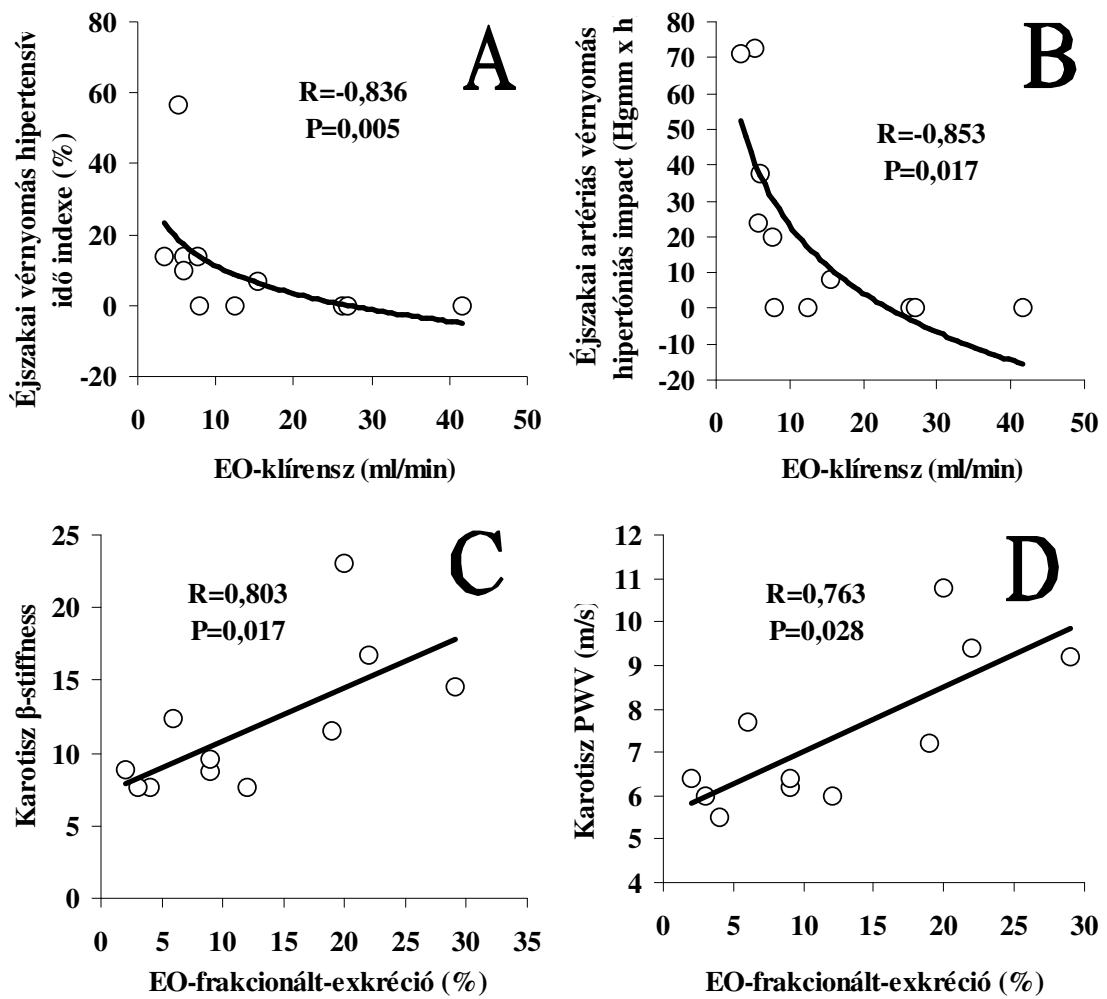 A
R=-0,836
P=0,005
Éjszakai vérnyomás hipertensív
idő indexe (%)
80
60
40
20
0
-20
0 10 20 30 40 50
EO-klírensz (ml/min)
B
R=-0,853
P=0,017
Éjszakai artériás vérnyomás
hipertóniás impact (Hgmm x h
80
70
60
50
40
30
20
10
0
-10
-20
0 10 20 30 40 50
EO-klírensz (ml/min)
C
R=0,803
P=0,017
Karotisz β-stiffness
25
20
15
10
5
0
0 5 10 15 20 25 30 35
EO-frakcionált-exkréció (%)
D
R=0,763
P=0,028
Karotisz PWV (m/s)
12
11
10
9
8
7
6
5
4
0 5 10 15 20 25 30
EO-frakcionált-exkréció (%)